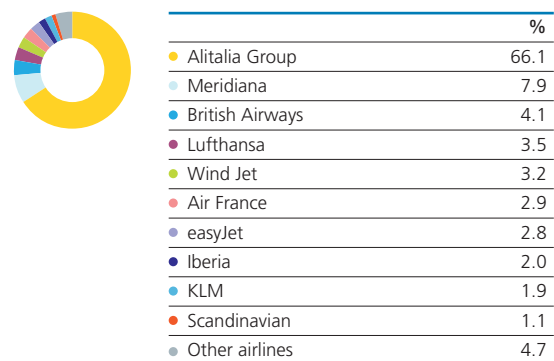 %
Alitalia Group 66.1
Meridiana 7.9
British Airways 4.1
Lufthansa 3.5
Wind Jet 3.2
Air France 2.9
easyJet 2.8
Iberia 2.0
KLM 1.9
Scandinavian 1.1
Other airlines 4.7